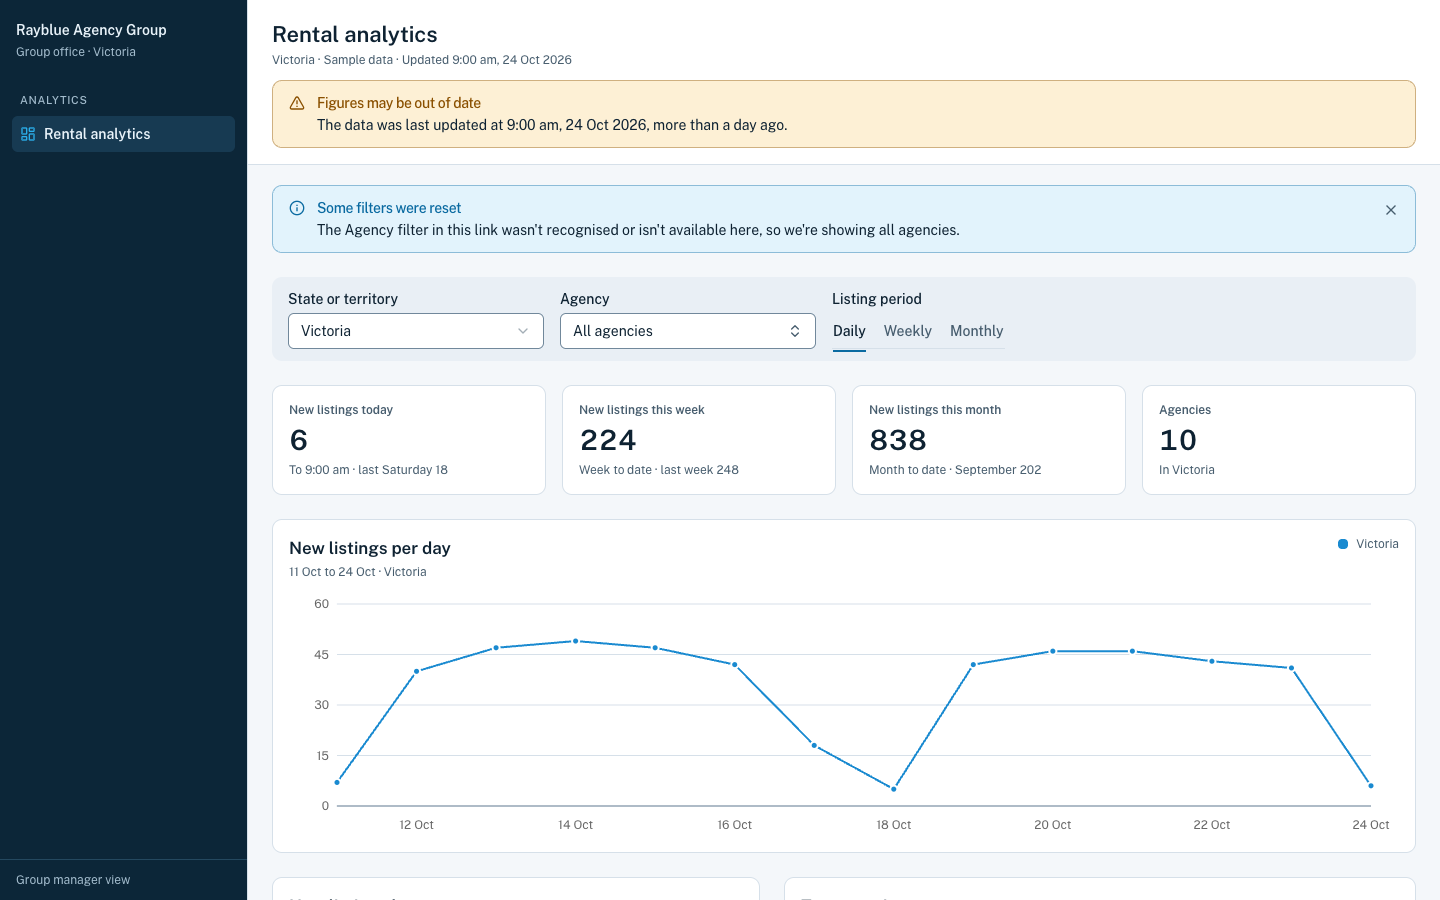 Rayblue Agency Group
Group office · Victoria
ANALYTICS
Rental analytics
Group manager view
Rental analytics
Victoria · Sample data · Updated 9:00 am, 24 Oct 2026
Figures may be out of date
The data was last updated at 9:00 am, 24 Oct 2026, more than a day ago.
Some filters were reset
The Agency filter in this link wasn't recognised or isn't available here, so we're showing all agencies.
State or territory
Victoria
Agency
All agencies
Listing period
Daily Weekly Monthly
New listings today
6
To 9:00 am · last Saturday 18
New listings this week
224
Week to date · last week 248
New listings this month
838
Month to date · September 202
Agencies
10
In Victoria
New listings per day
11 Oct to 24 Oct · Victoria
Victoria
60
45
30
15
0
12 Oct 14 Oct 16 Oct 18 Oct 20 Oct 22 Oct 24 Oct